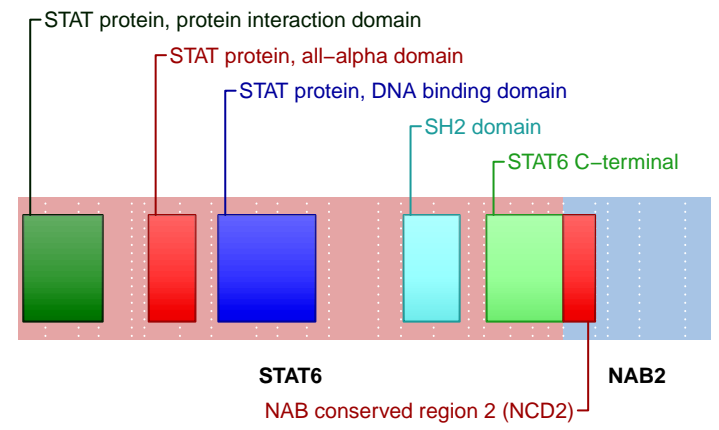 STAT protein, protein interaction domain
STAT protein, all−alpha domain
STAT protein, DNA binding domain
SH2 domain
STAT6 C−terminal
STAT6
NAB2
NAB conserved region 2 (NCD2)